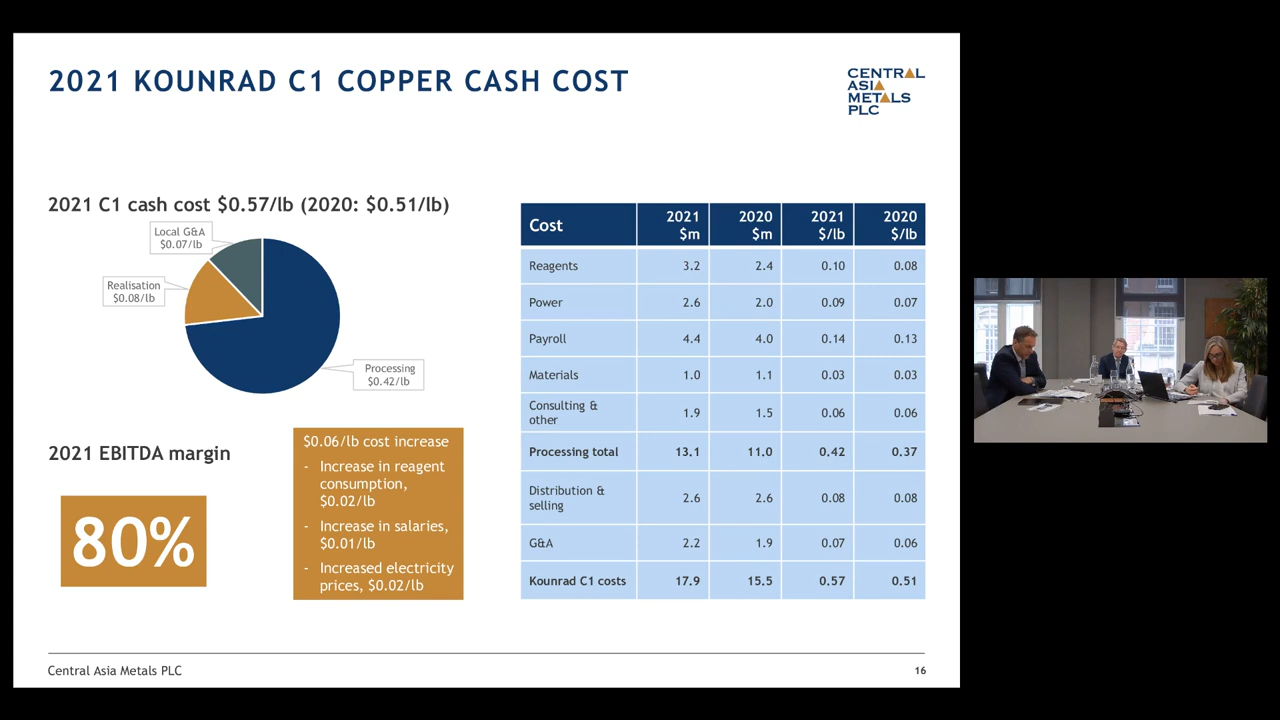 2021 KOUNRAD C1 COPPER CASH COST
CENTRAL
ASIA
METALS
PLC
2021 C1 cash cost $0.57/lb (2020: $0.51/lb)
Local G&A
$0.07/lb
Realisation
$0.08/lb
Processing
$0.42/lb
2021 EBITDA margin
80%
$0.06/lb cost increase
- Increase in reagent
consumption,
$0.02/lb
- Increase in salaries,
$0.01/lb
- Increased electricity
prices, $0.02/lb
Cost 2021 $m 2020 $m 2021 $/lb 2020 $/lb
Reagents 3.2 2.4 0.10 0.08
Power 2.6 2.0 0.09 0.07
Payroll 4.4 4.0 0.14 0.13
Materials 1.0 1.1 0.03 0.03
Consulting & other 1.9 1.5 0.06 0.06
Processing total 13.1 11.0 0.42 0.37
Distribution & selling 2.6 2.6 0.08 0.08
G&A 2.2 1.9 0.07 0.06
Kounrad C1 costs 17.9 15.5 0.57 0.51
Central Asia Metals PLC
16